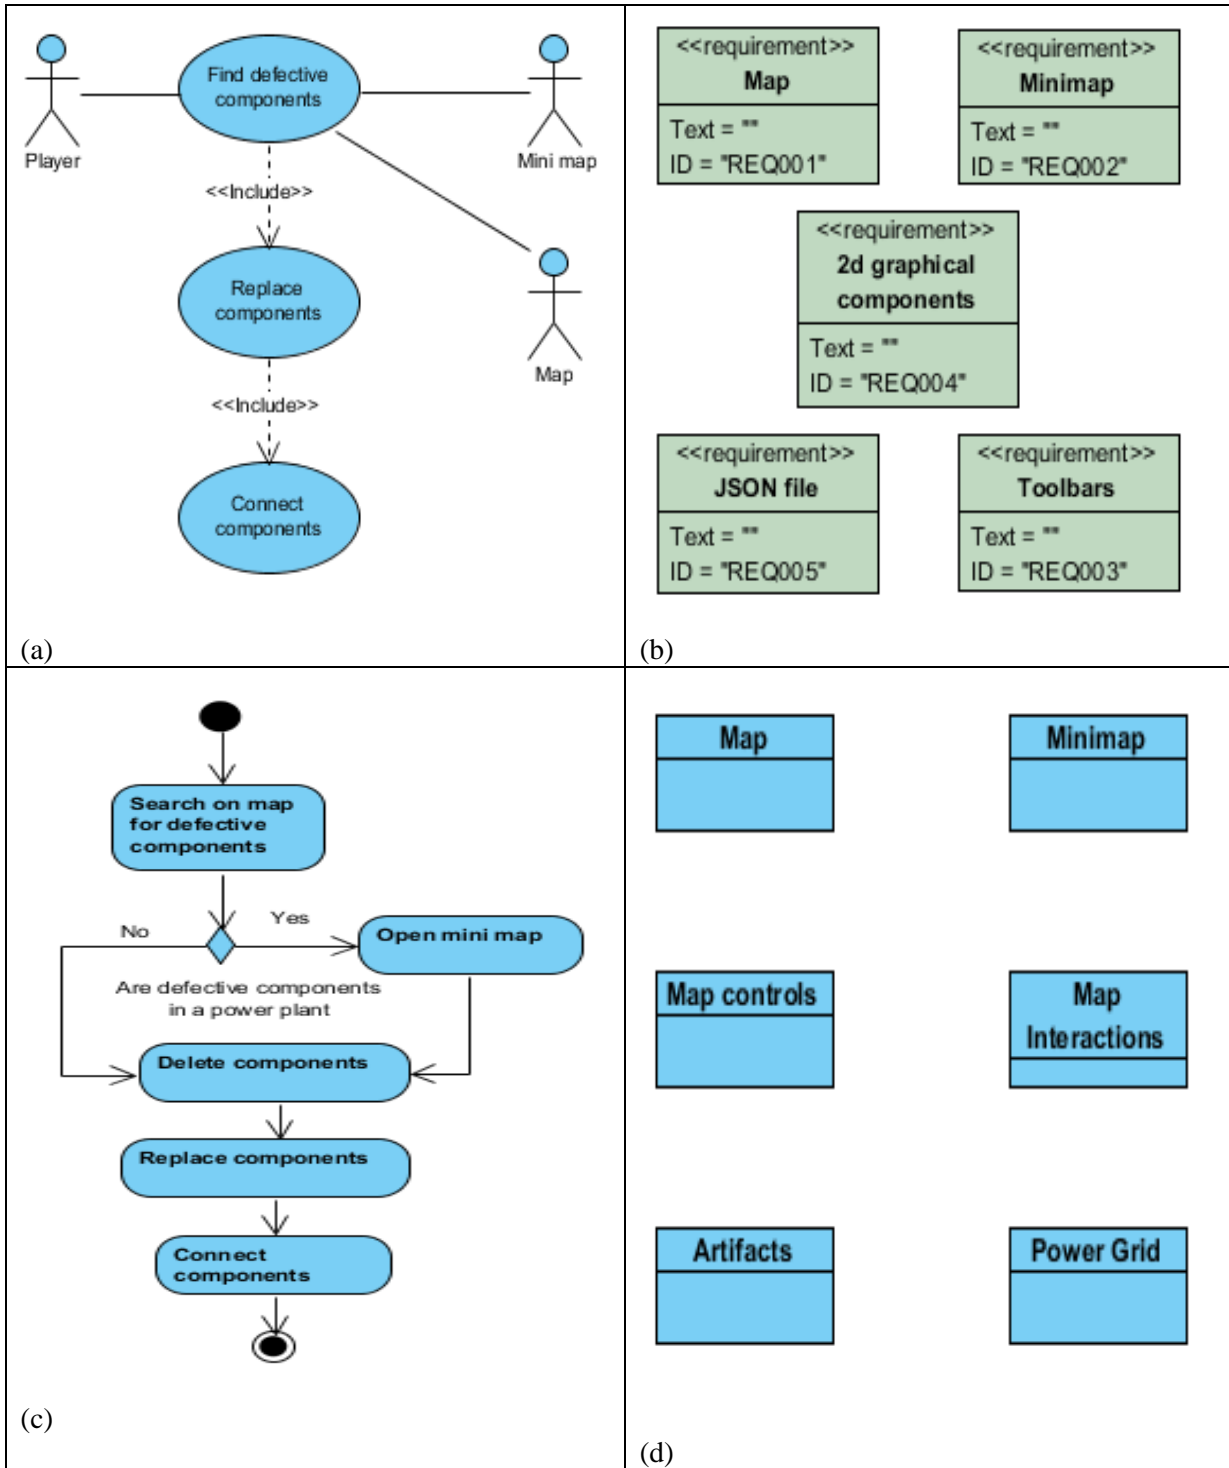 Find defective
components
Player
Mini map
<<Include>>
Replace
components
Map
<<Include>>
Connect
components
(a)
<<requirement>>
Map
Text = ""
ID = "REQ001"
<<requirement>>
Minimap
Text = ""
ID = "REQ002"
<<requirement>>
2d graphical
components
Text = ""
ID = "REQ004"
<<requirement>>
JSON file
Text = ""
ID = "REQ005"
<<requirement>>
Toolbars
Text = ""
ID = "REQ003"
(b)
Search on map
for defective
components
No
Yes
Open mini map
Are defective components
in a power plant
Delete components
Replace components
Connect
components
(c)
Map
Minimap
Map controls
Map
Interactions
Artifacts
Power Grid
(d)